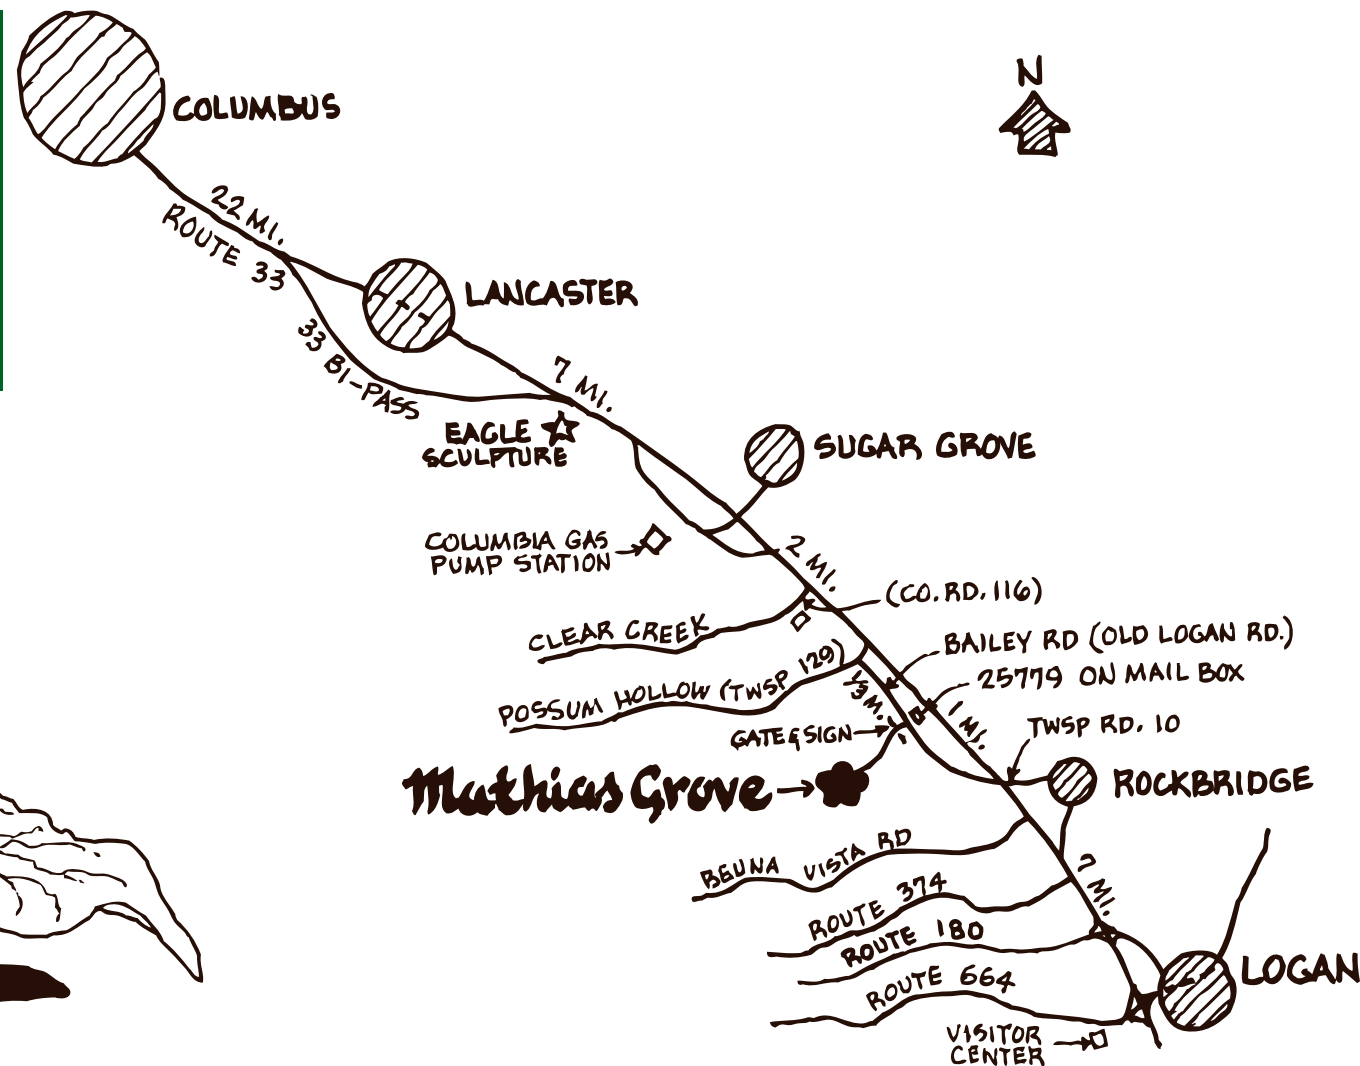 N
COLUMBUS
22 MI.
ROUTE 33
LANCASTER
33 BI-PASS
7 MI.
EAGLE
SCULPTURE
SUGAR GROVE
COLUMBIA GAS
PUMP STATION
2 MI.
(CO. RD. 116)
CLEAR CREEK
BAILEY RD (OLD LOGAN RD.)
POSSUM HOLLOW (TWSP 129)
25779 ON MAIL BOX
1/3 M.
1 MI.
GATE & SIGN
TWSP RD. 10
Mathias Grove
ROCKBRIDGE
BEUNA VISTA RD
7 MI.
ROUTE 374
ROUTE 180
ROUTE 664
LOGAN
VISITOR
CENTER